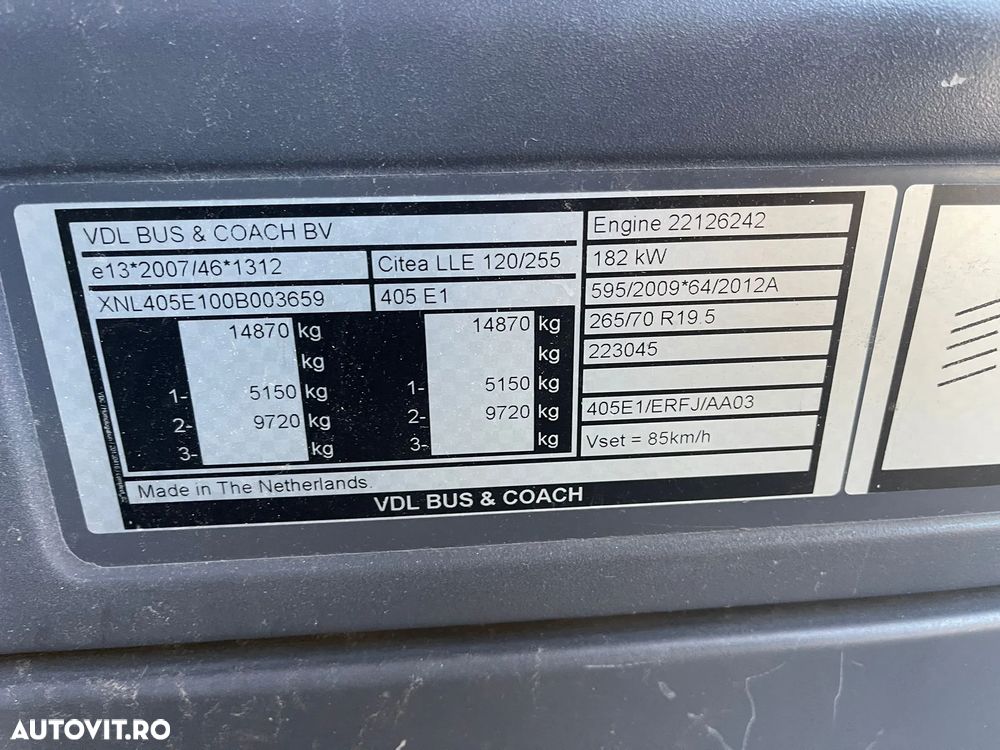 VDL BUS & COACH BV
e13*2007/46*1312
Citea LLE 120/255
XNL405E100B003659
405 E1
14870 kg
14870 kg
kg
kg
1- 5150 kg
1- 5150 kg
2- 9720 kg
2- 9720 kg
3- kg
3- kg
Engine 22126242
182 kW
595/2009*64/2012A
265/70 R19.5
223045
405E1/ERFJ/AA03
Vset = 85km/h
Made in The Netherlands.
VDL BUS & COACH
AUTOVIT.RO